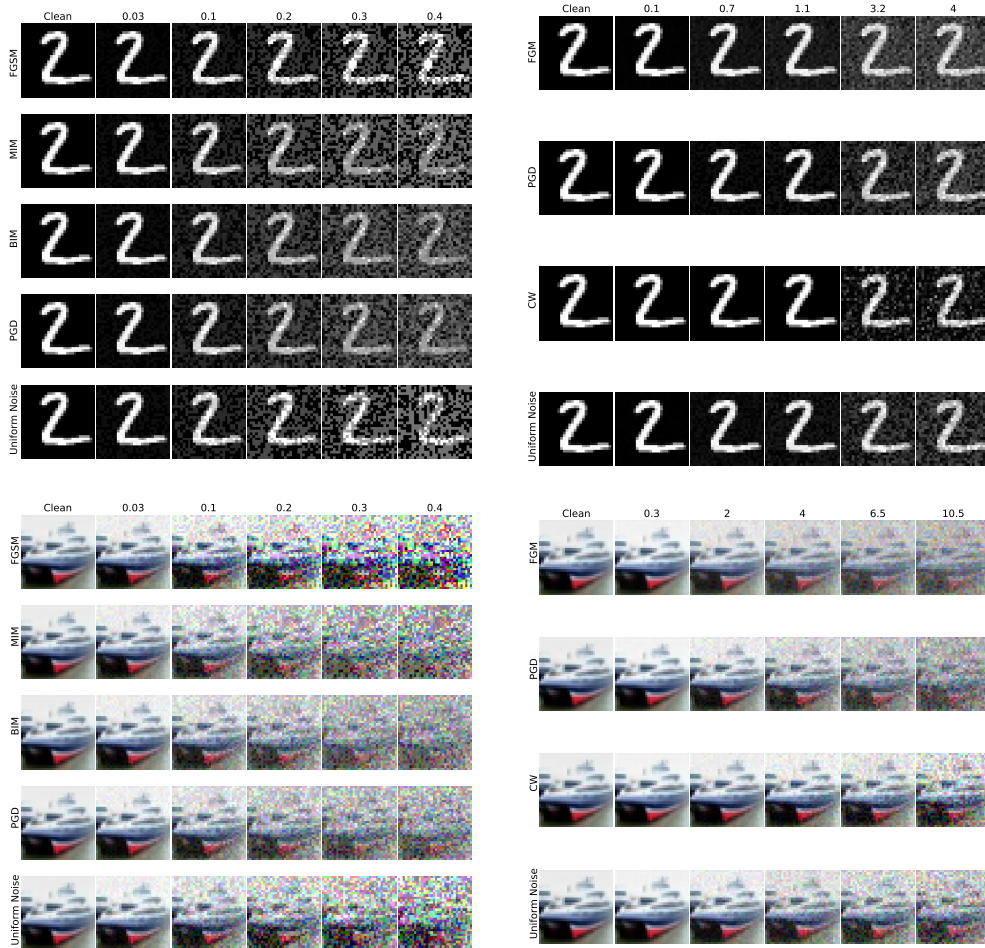 Clean 0.03 0.1 0.2 0.3 0.4
FGSM
MIM
BIM
PGD
Uniform Noise
Clean 0.1 0.7 1.1 3.2 4
FGM
PGD
CW
Uniform Noise
Clean 0.03 0.1 0.2 0.3 0.4
FGSM
MIM
BIM
PGD
Uniform Noise
Clean 0.3 2 4 6.5 10.5
FGM
PGD
CW
Uniform Noise